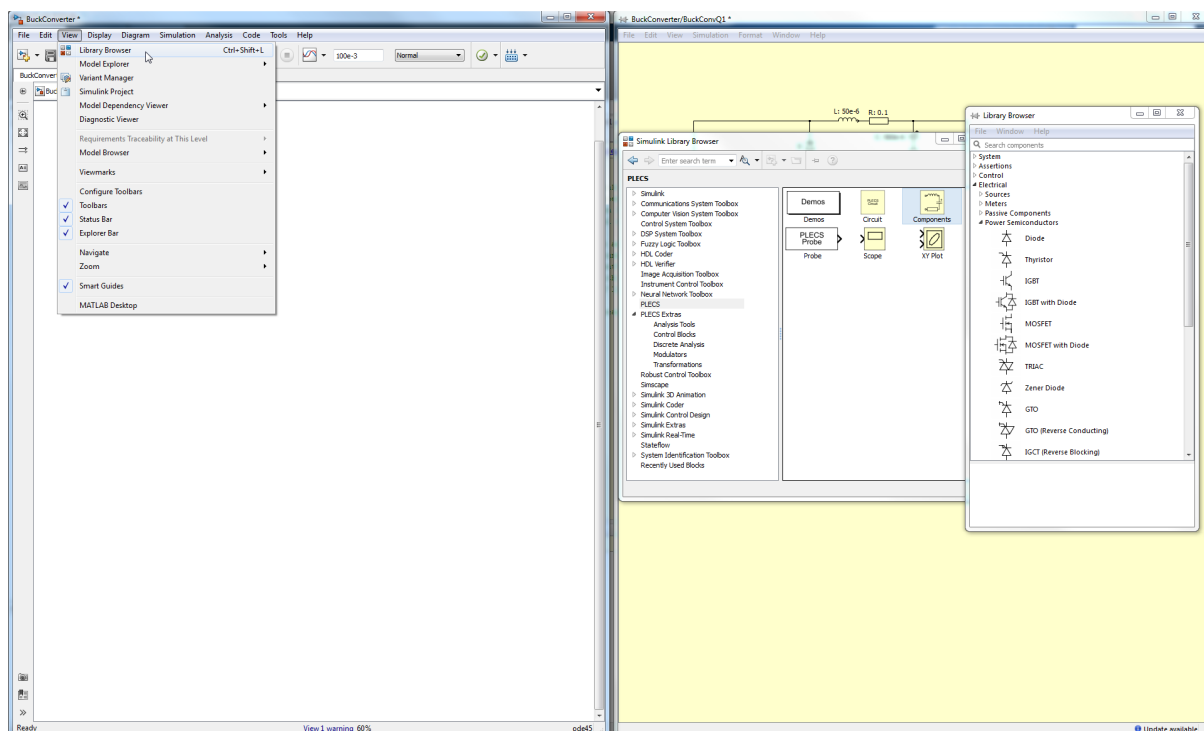 BuckConverter *
File Edit View Display Diagram Simulation Analysis Code Tools Help
100e-3
Normal
Library Browser Ctrl+Shift+L
Model Explorer
Variant Manager
Simulink Project
Model Dependency Viewer
Diagnostic Viewer
Requirements Traceability at This Level
Model Browser
Viewmarks
Configure Toolbars
Toolbars
Status Bar
Explorer Bar
Navigate
Zoom
Smart Guides
MATLAB Desktop
BuckConver
Buc
Ready View 1 warning 60% ode45
BuckConverter/BuckConvQ1 *
File Edit View Simulation Format Window Help
L: 50e-6 R: 0.1
Simulink Library Browser
Enter search term
PLECS
Simulink
Communications System Toolbox
Computer Vision System Toolbox
Control System Toolbox
DSP System Toolbox
Fuzzy Logic Toolbox
HDL Coder
HDL Verifier
Image Acquisition Toolbox
Instrument Control Toolbox
Neural Network Toolbox
PLECS
PLECS Extras
Analysis Tools
Control Blocks
Discrete Analysis
Modulators
Transformations
Robust Control Toolbox
Simscape
Simulink 3D Animation
Simulink Coder
Simulink Control Design
Simulink Extras
Simulink Real-Time
Stateflow
System Identification Toolbox
Recently Used Blocks
Demos
Demos Circuit Components
PLECS
Probe
Probe Scope XY Plot
Library Browser
File Window Help
Search components
System
Assertions
Control
Electrical
Sources
Meters
Passive Components
Power Semiconductors
Diode
Thyristor
IGBT
IGBT with Diode
MOSFET
MOSFET with Diode
TRIAC
Zener Diode
GTO
GTO (Reverse Conducting)
IGCT (Reverse Blocking)
Update available